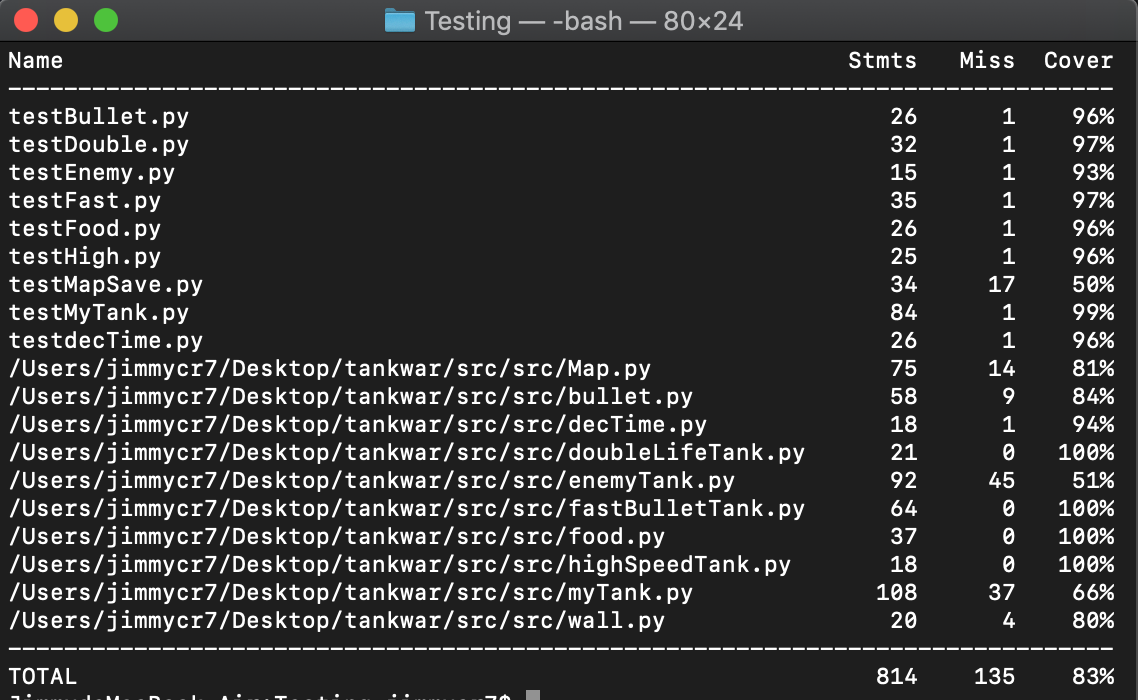 Testing — -bash — 80×24
Name Stmts Miss Cover
--------------------------------------------------------------------------------
testBullet.py 26 1 96%
testDouble.py 32 1 97%
testEnemy.py 15 1 93%
testFast.py 35 1 97%
testFood.py 26 1 96%
testHigh.py 25 1 96%
testMapSave.py 34 17 50%
testMyTank.py 84 1 99%
testdecTime.py 26 1 96%
/Users/jimmycr7/Desktop/tankwar/src/src/Map.py 75 14 81%
/Users/jimmycr7/Desktop/tankwar/src/src/bullet.py 58 9 84%
/Users/jimmycr7/Desktop/tankwar/src/src/decTime.py 18 1 94%
/Users/jimmycr7/Desktop/tankwar/src/src/doubleLifeTank.py 21 0 100%
/Users/jimmycr7/Desktop/tankwar/src/src/enemyTank.py 92 45 51%
/Users/jimmycr7/Desktop/tankwar/src/src/fastBulletTank.py 64 0 100%
/Users/jimmycr7/Desktop/tankwar/src/src/food.py 37 0 100%
/Users/jimmycr7/Desktop/tankwar/src/src/highSpeedTank.py 18 0 100%
/Users/jimmycr7/Desktop/tankwar/src/src/myTank.py 108 37 66%
/Users/jimmycr7/Desktop/tankwar/src/src/wall.py 20 4 80%
--------------------------------------------------------------------------------
TOTAL 814 135 83%